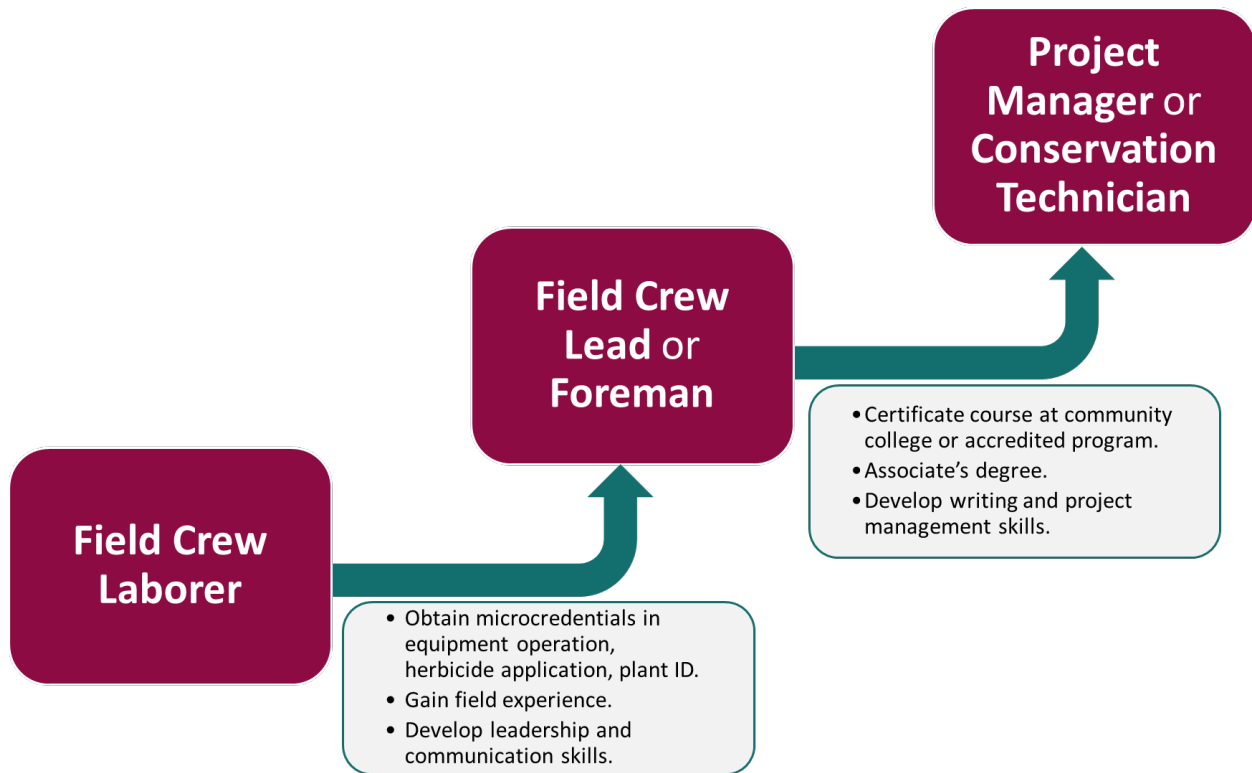 Project
Manager or
Conservation
Technician
Field Crew
Lead or
Foreman
•Certificate course at community
college or accredited program.
•Associate’s degree.
•Develop writing and project
management skills.
Field Crew
Laborer
• Obtain microcredentials in
equipment operation,
herbicide application, plant ID.
• Gain field experience.
• Develop leadership and
communication skills.